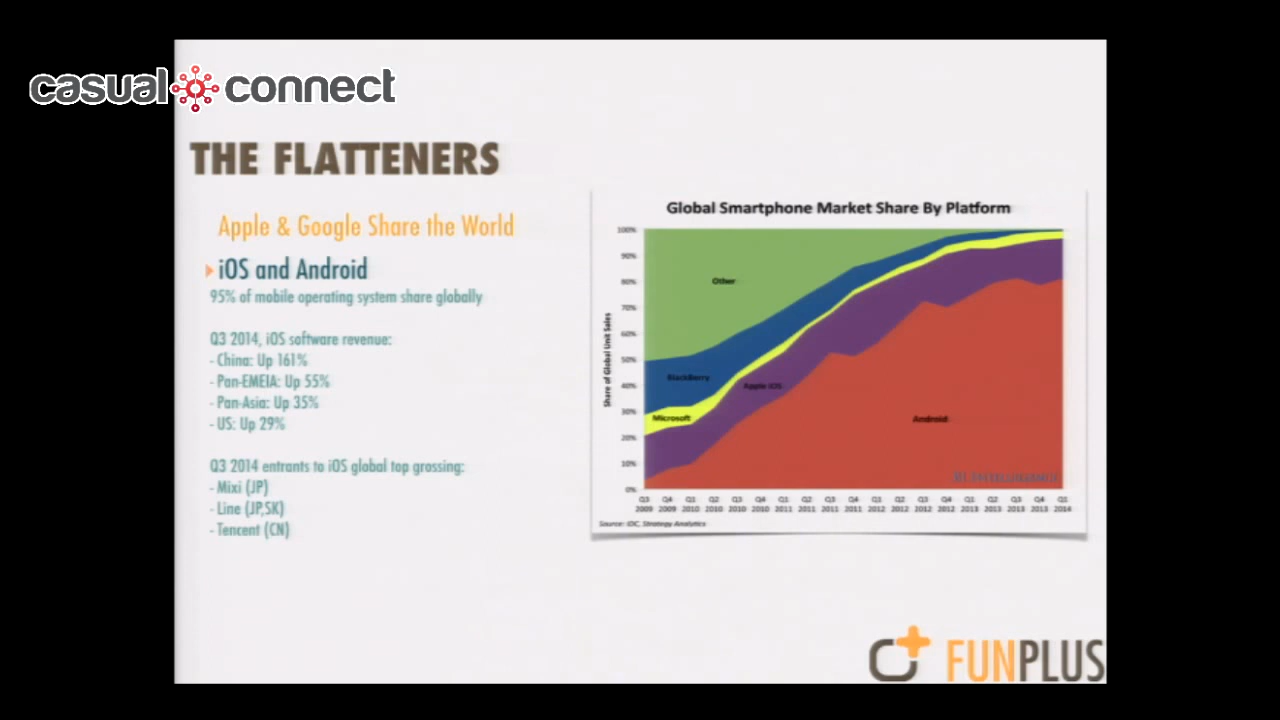 casual connect
THE FLATTENERS
Apple & Google Share the World
iOS and Android
95% of mobile operating system share globally
Q3 2014, iOS software revenue:
- China: Up 161%
- Pan-EMEIA: Up 55%
- Pan-Asia: Up 35%
- US: Up 29%
Q3 2014 entrants to iOS global top grossing:
- Mixi (JP)
- Line (JP,SK)
- Tencent (CN)
Global Smartphone Market Share By Platform
Share of Global Unit Sales
100%
90%
80%
70%
60%
50%
40%
30%
20%
10%
0%
Other
BlackBerry
Microsoft
Apple iOS
Android
Q3 Q4 Q1 Q2 Q3 Q4 Q1 Q2 Q3 Q4 Q1 Q2 Q3 Q4 Q1 Q2 Q3 Q4 Q1
2009 2009 2010 2010 2010 2010 2011 2011 2011 2011 2012 2012 2012 2012 2013 2013 2013 2013 2014
Source: IDC, Strategy Analytics
FUNPLUS